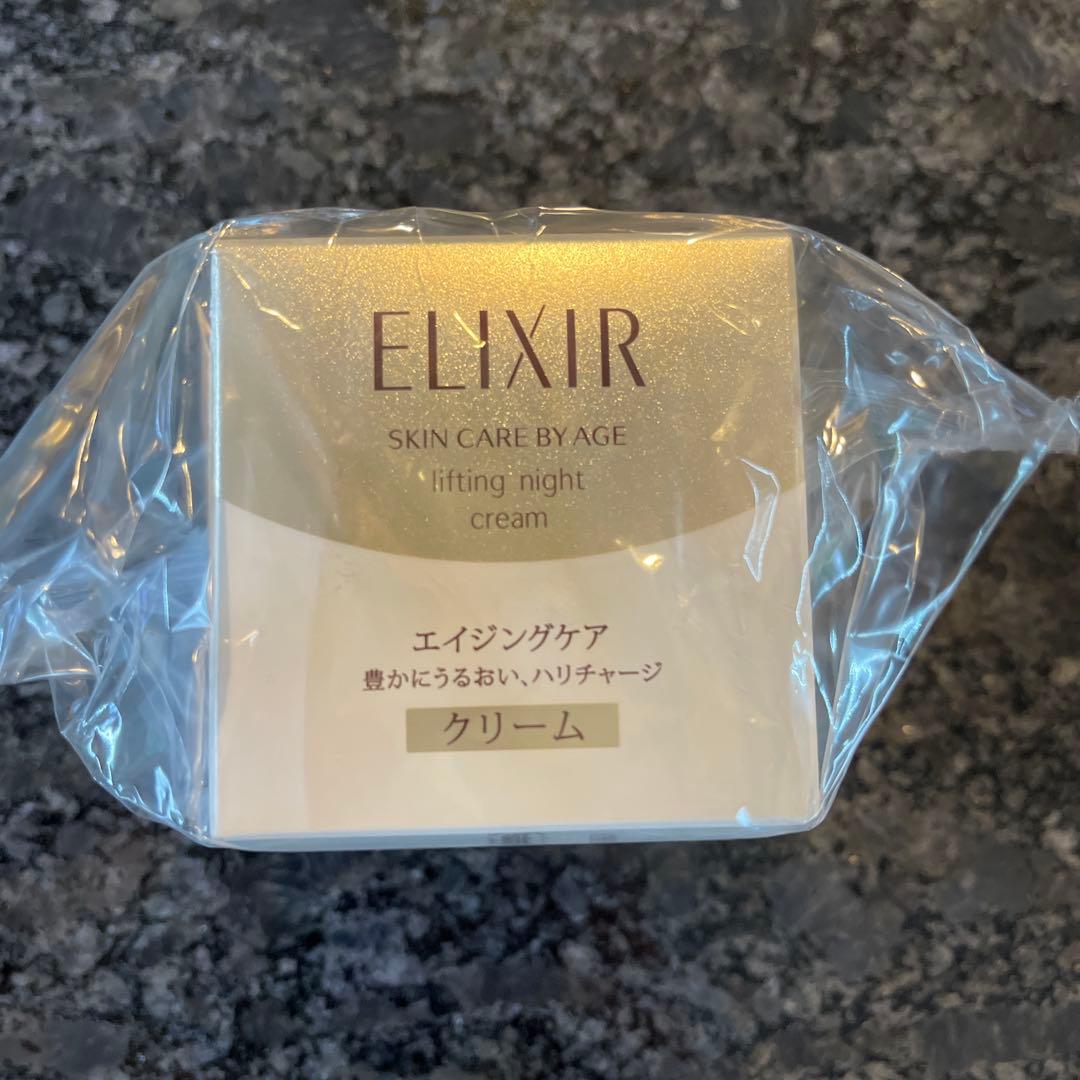 ELIXIR
SKIN CARE BY AGE
lifting night
cream
エイジングケア
豊かにうるおい、ハリチャージ
クリーム